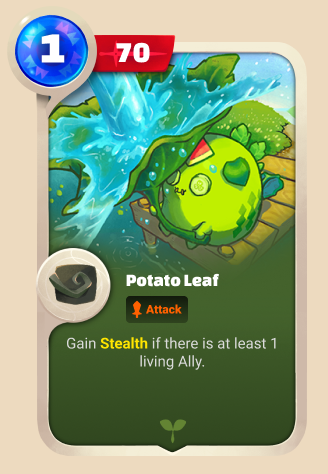 1
70
Potato Leaf
Attack
Gain Stealth if there is at least 1
living Ally.